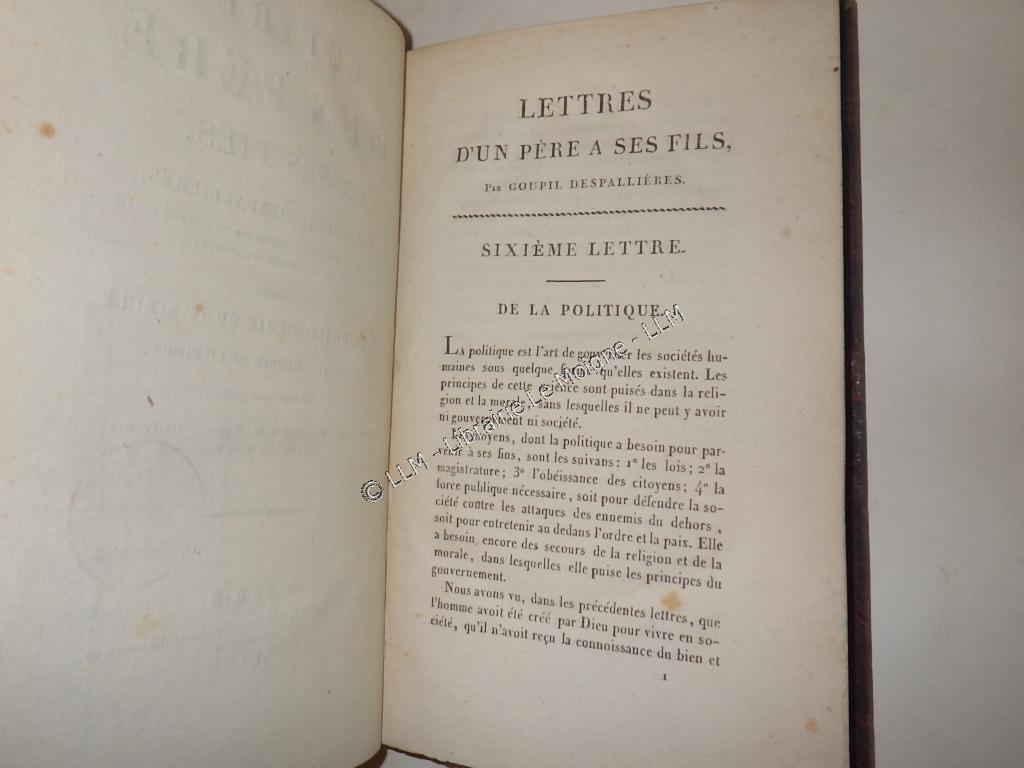 LETTRES
D'UN PÈRE A SES FILS,
PAR GOUPIL DESPALLIÈRES.
SIXIÈME LETTRE.
DE LA POLITIQUE.
LA politique est l'art de gouverner les sociétés hu-
maines sous quelque forme qu'elles existent. Les
principes de cette science sont puisés dans la reli-
gion et la morale, sans lesquelles il ne peut y avoir
ni gouvernement ni société.
Les moyens, dont la politique a besoin pour par-
venir à ses fins, sont les suivans : 1° les lois; 2° la
magistrature; 3° l'obéissance des citoyens; 4° la
force publique nécessaire, soit pour défendre la so-
ciété contre les attaques des ennemis du dehors,
soit pour entretenir au dedans l'ordre et la paix. Elle
a besoin encore des secours de la religion et de la
morale, dans lesquelles elle puise les principes du
gouvernement.
Nous avons vu, dans les précédentes lettres, que
l'homme avoit été créé par Dieu pour vivre en so-
ciété, qu'il n'avoit reçu la connoissance du bien et
1
© LLM - Librairie Le Moigne - LLM